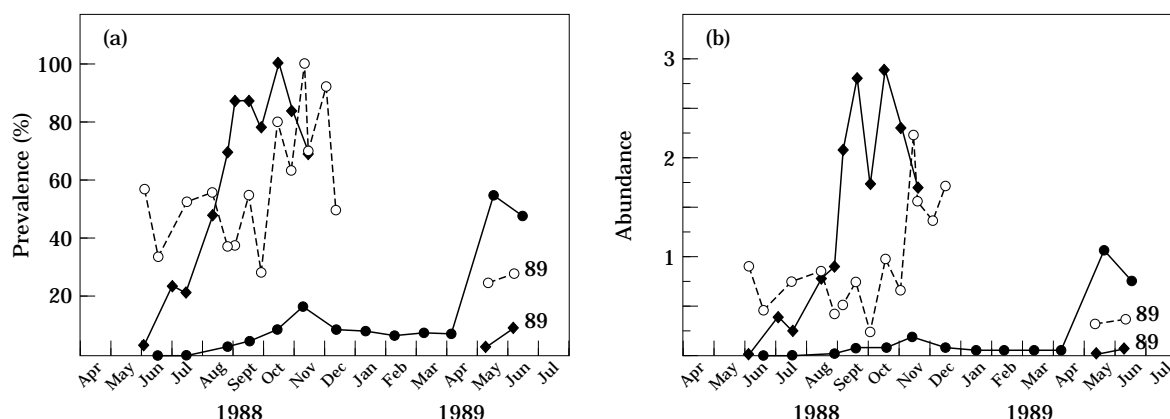 (a)
Prevalence (%)
100
80
60
40
20
89
89
Apr May Jun Jul Aug Sept Oct Nov Dec Jan Feb Mar Apr May Jun Jul
1988 1989
(b)
Abundance
3
2
1
89
89
Apr May Jun Jul Aug Sept Oct Nov Dec Jan Feb Mar Apr May Jun Jul
1988 1989